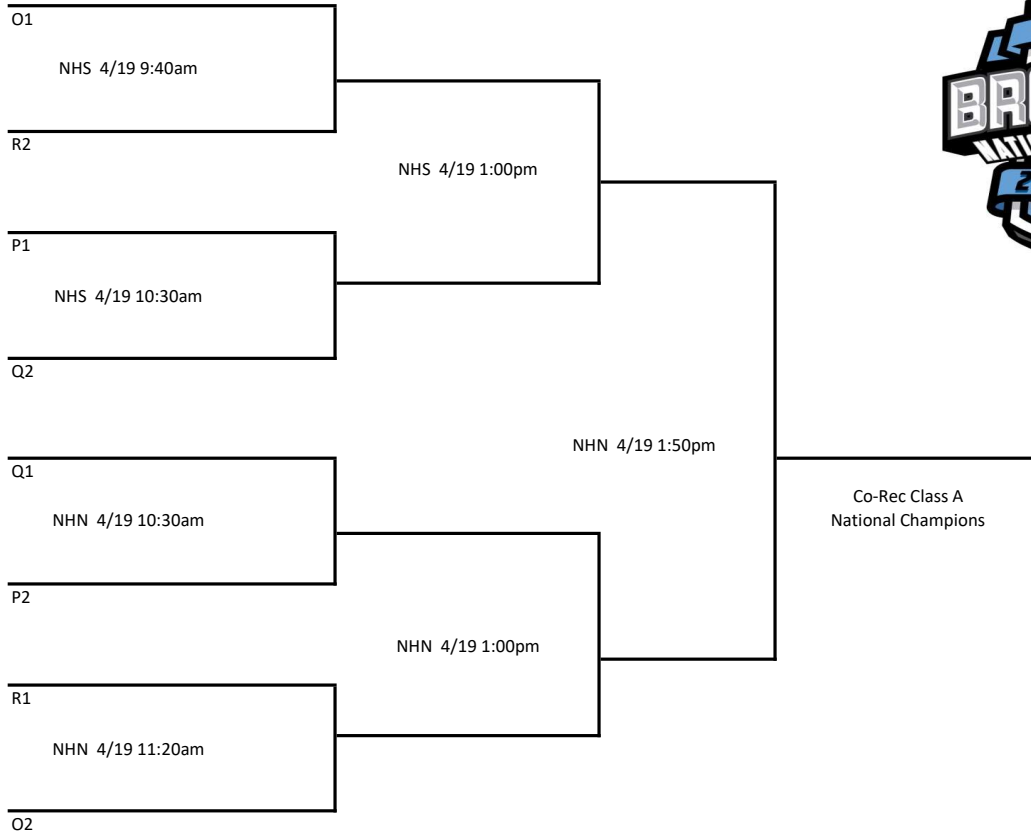 O1
NHS 4/19 9:40am
R2
NHS 4/19 1:00pm
P1
NHS 4/19 10:30am
Q2
NHN 4/19 1:50pm
Q1
NHN 4/19 10:30am
Co-Rec Class A
National Champions
P2
NHN 4/19 1:00pm
R1
NHN 4/19 11:20am
O2